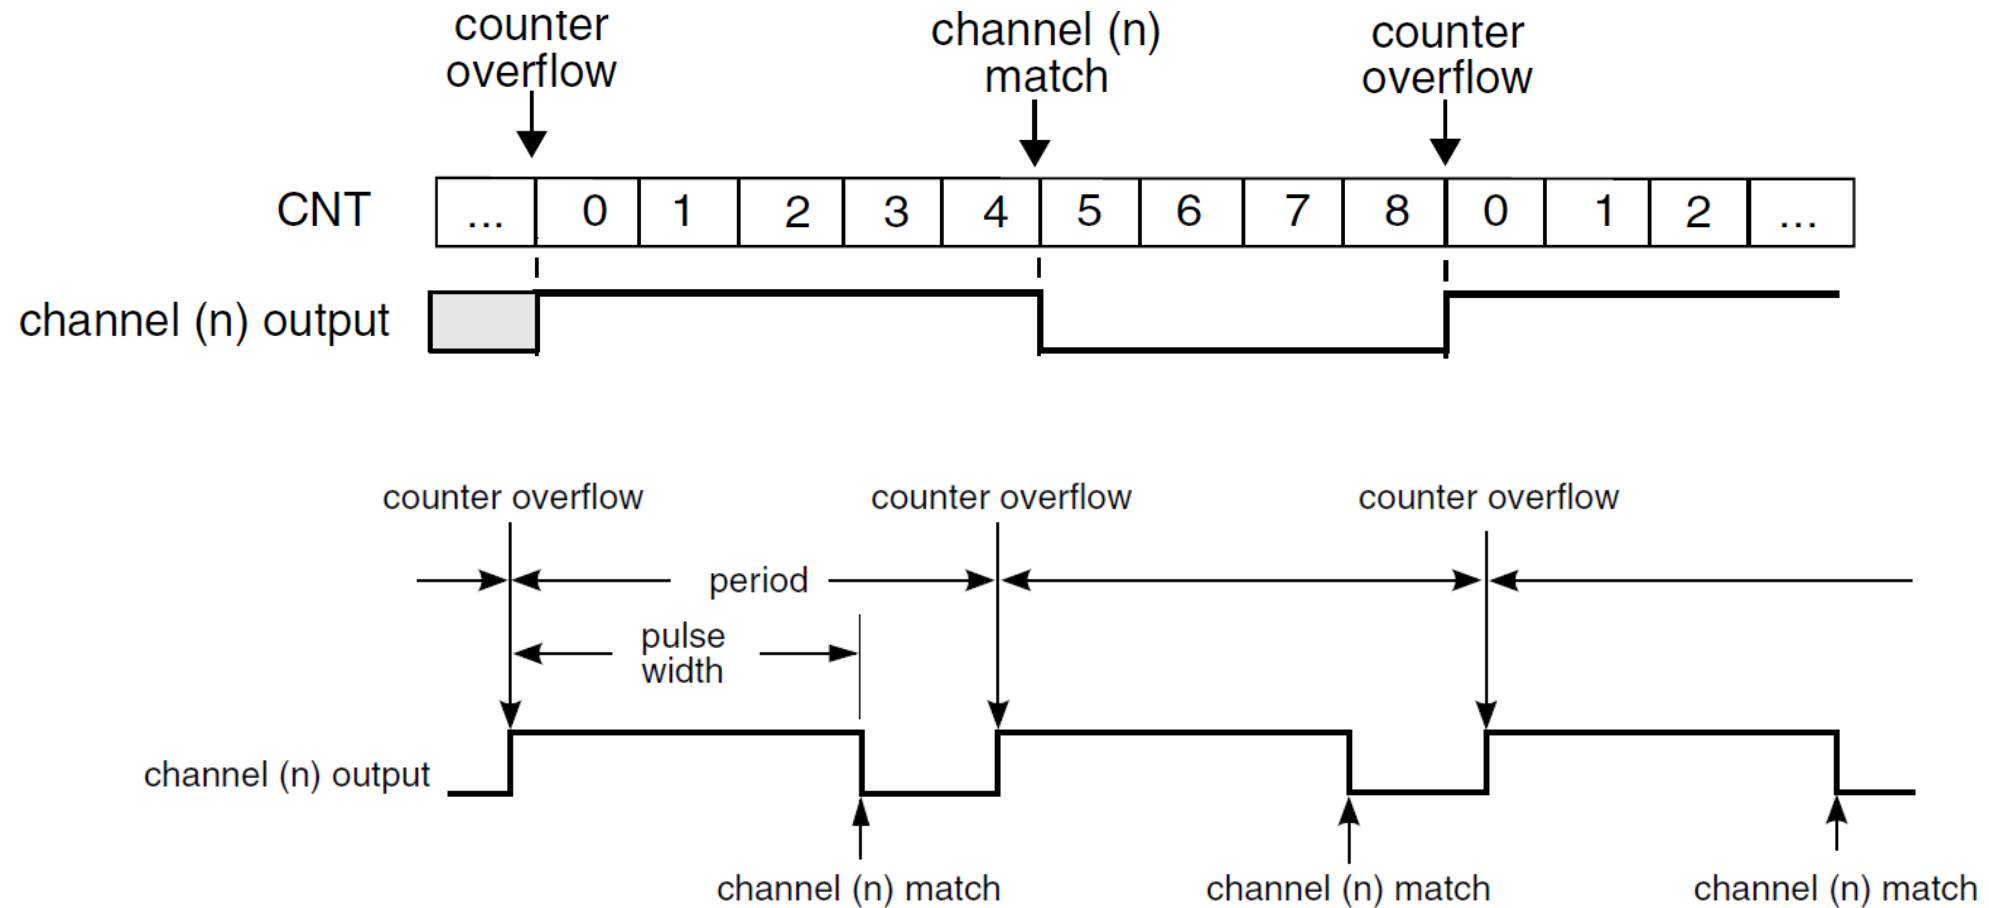 counter
overflow
channel (n)
match
counter
overflow
CNT ... 0 1 2 3 4 5 6 7 8 0 1 2 ...
channel (n) output
counter overflow counter overflow counter overflow
period
pulse
width
channel (n) output
channel (n) match channel (n) match channel (n) match